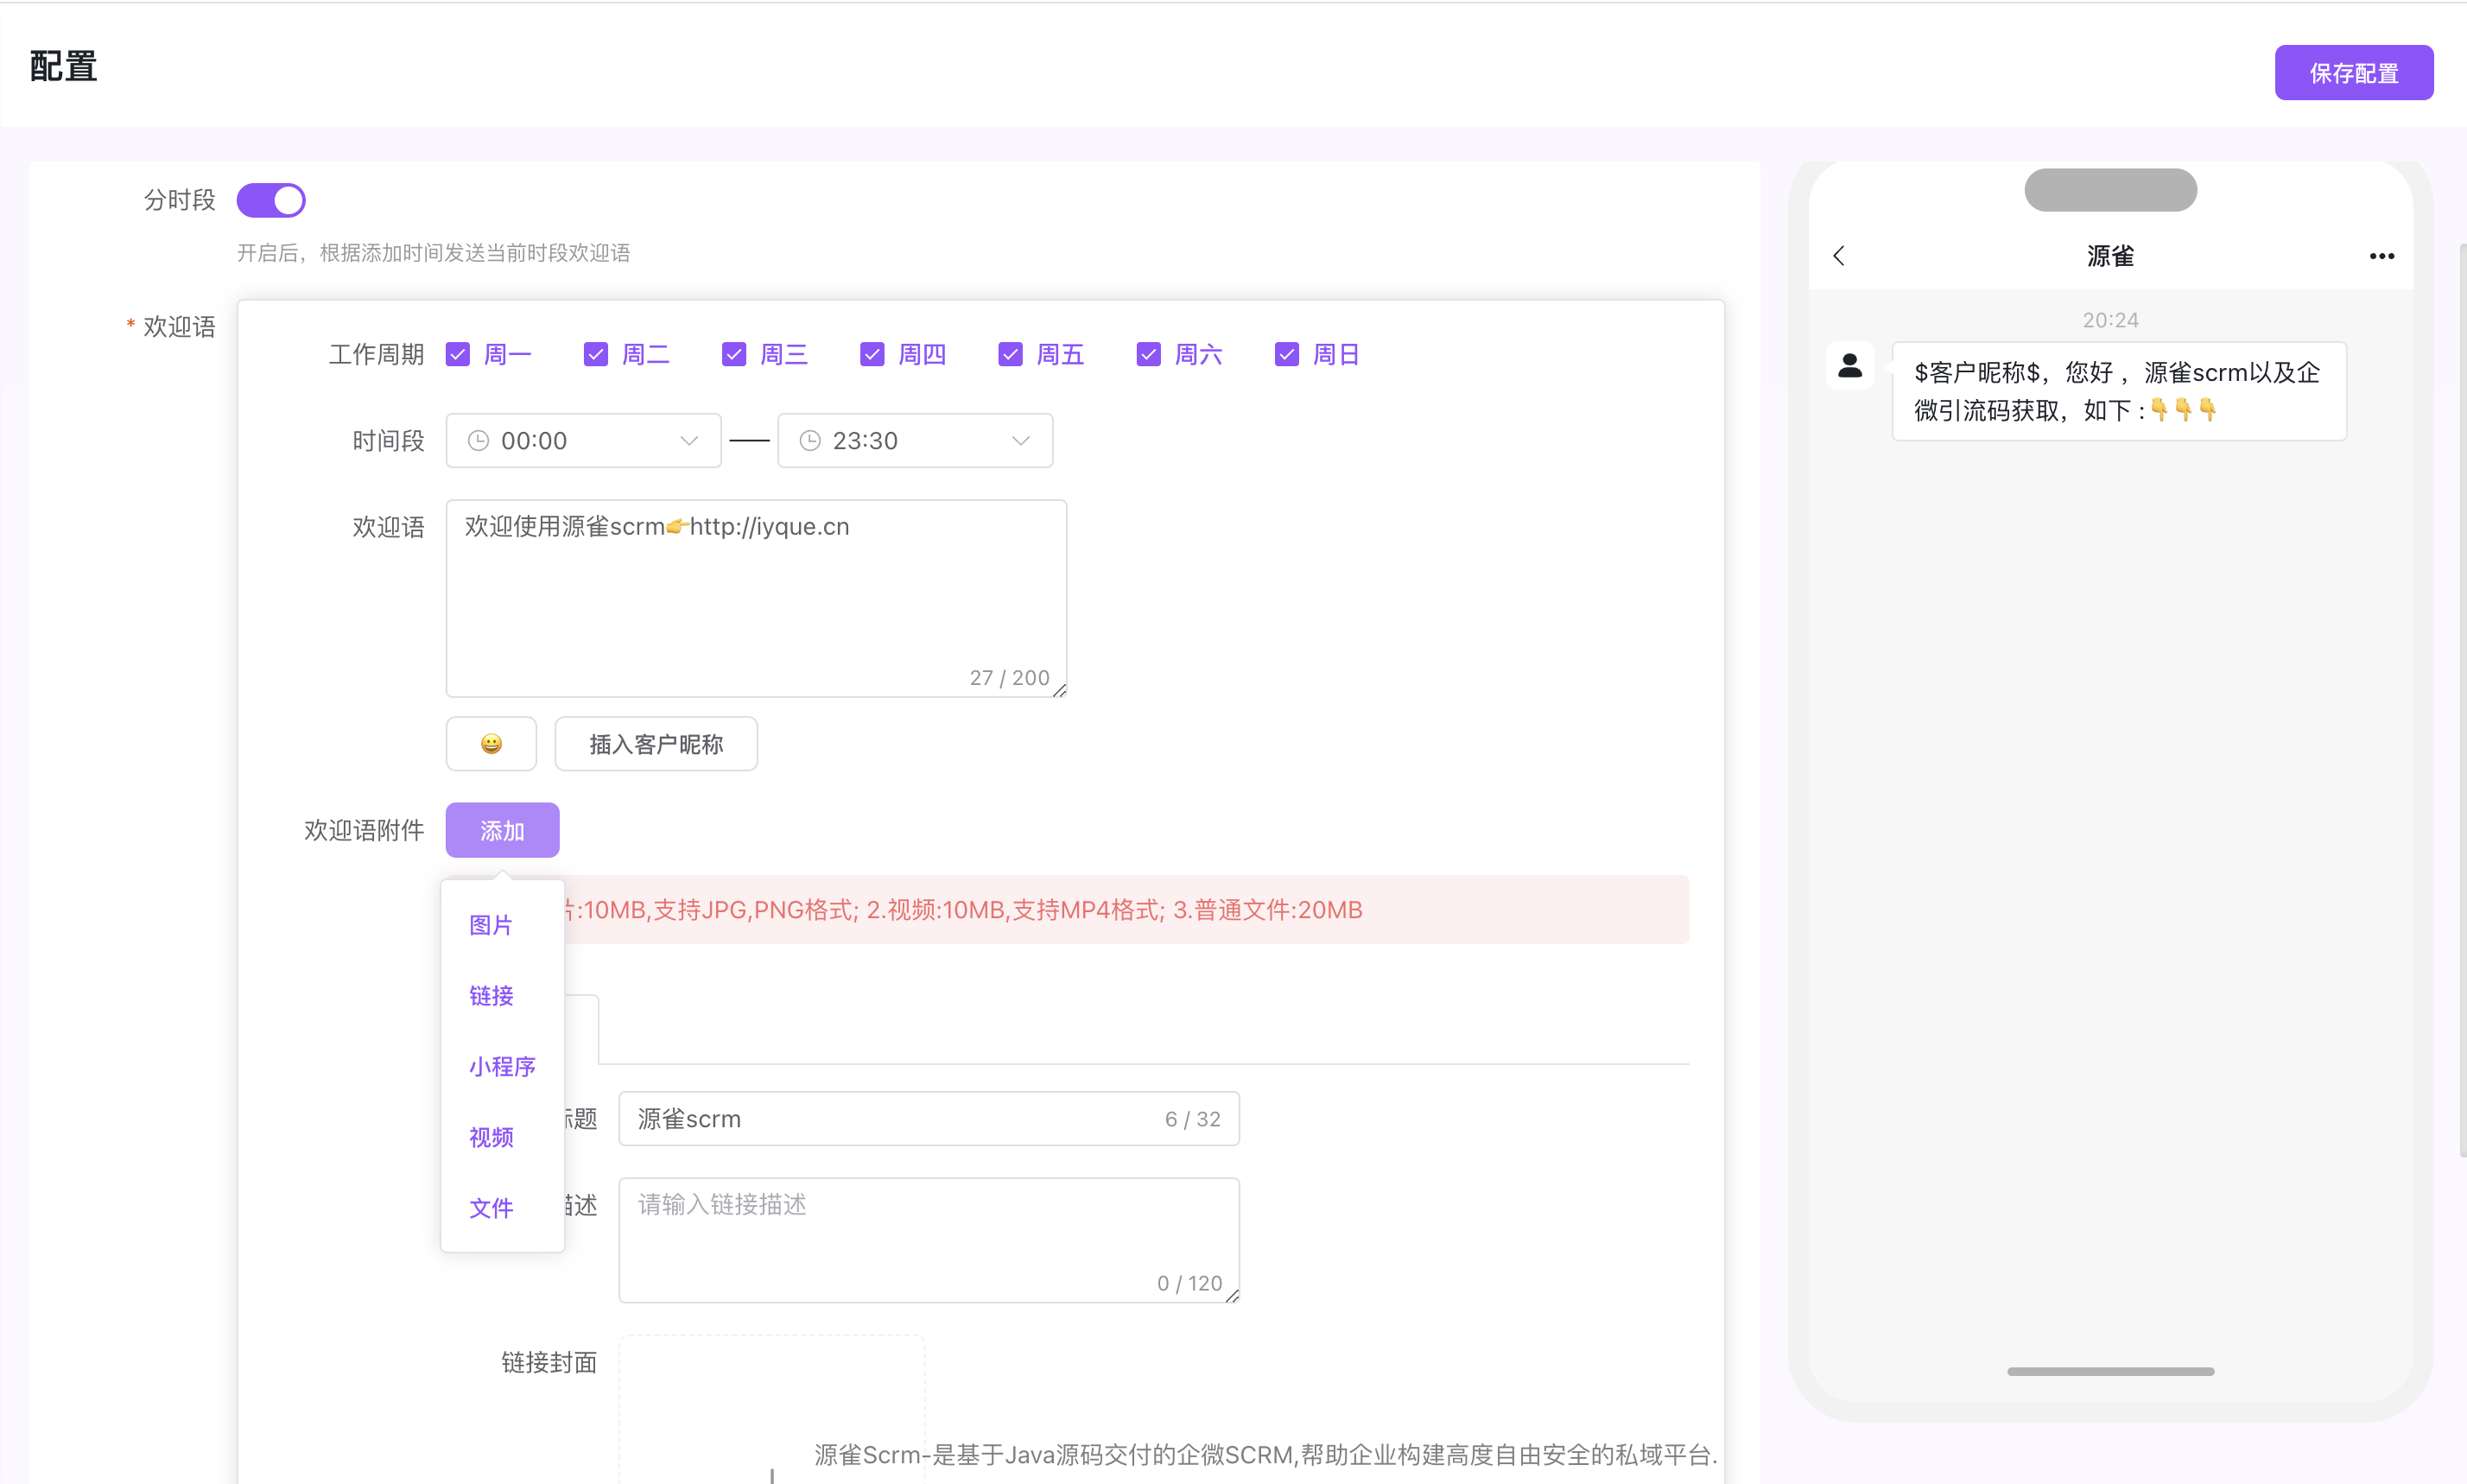 配置
保存配置
分时段
开启后，根据添加时间发送当前时段欢迎语
* 欢迎语
工作周期 周一 周二 周三 周四 周五 周六 周日
时间段 00:00 — 23:30
欢迎语
欢迎使用源雀scrm👉http://iyque.cn
27 / 200
😀 插入客户昵称
欢迎语附件 添加
:10MB,支持JPG,PNG格式; 2.视频:10MB,支持MP4格式; 3.普通文件:20MB
图片
链接
小程序
视频
文件
题 源雀scrm 6 / 32
述 请输入链接描述
0 / 120
链接封面
源雀Scrm-是基于Java源码交付的企微SCRM,帮助企业构建高度自由安全的私域平台.
源雀
20:24
$客户昵称$，您好 ，源雀scrm以及企
微引流码获取，如下 :👇👇👇